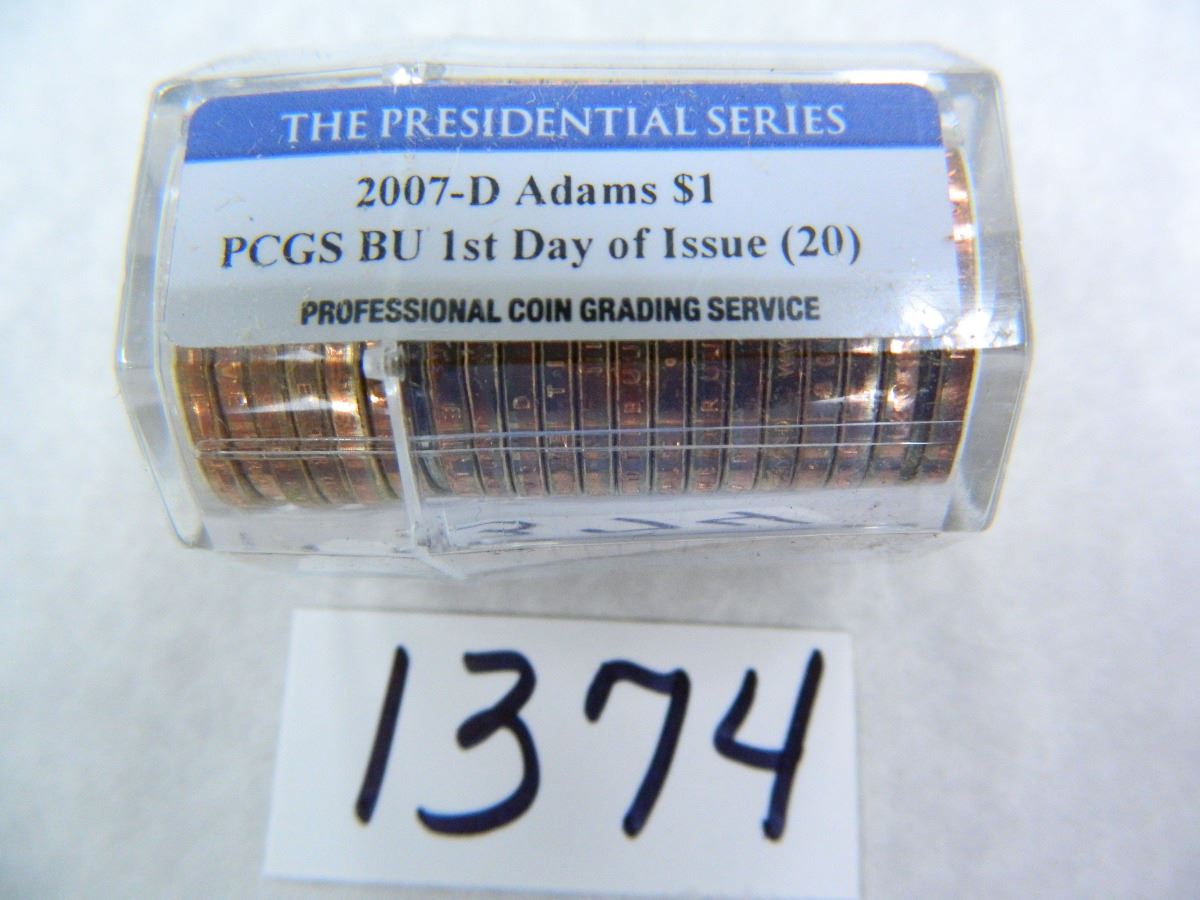 THE PRESIDENTIAL SERIES
2007-D Adams $1
PCGS BU 1st Day of Issue (20)
PROFESSIONAL COIN GRADING SERVICE
1374